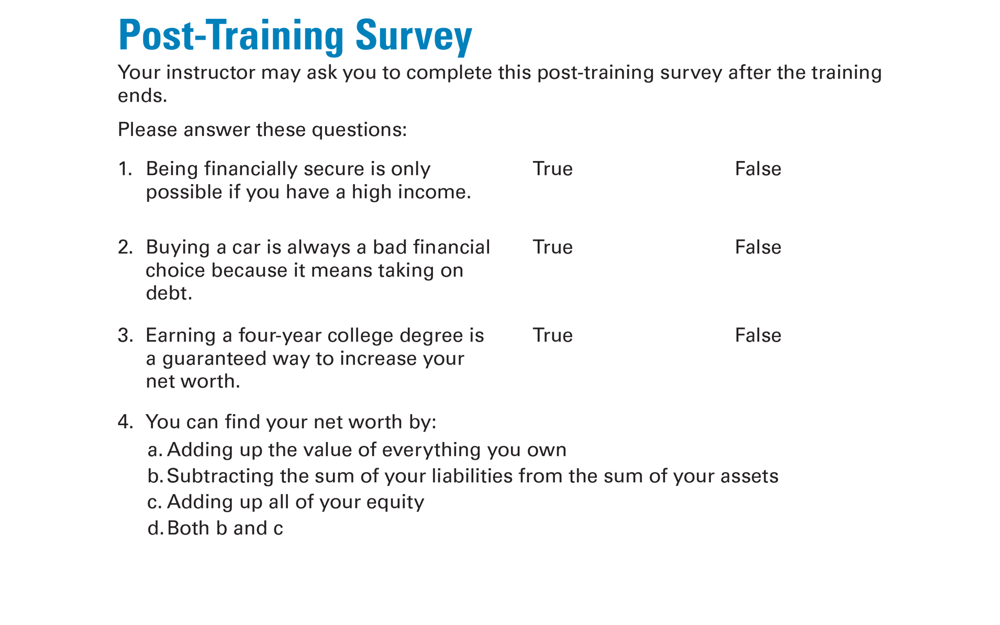 Post-Training Survey
Your instructor may ask you to complete this post-training survey after the training
ends.
Please answer these questions:
1. Being financially secure is only True False
possible if you have a high income.
2. Buying a car is always a bad financial True False
choice because it means taking on
debt.
3. Earning a four-year college degree is True False
a guaranteed way to increase your
net worth.
4. You can find your net worth by:
a. Adding up the value of everything you own
b. Subtracting the sum of your liabilities from the sum of your assets
c. Adding up all of your equity
d. Both b and c